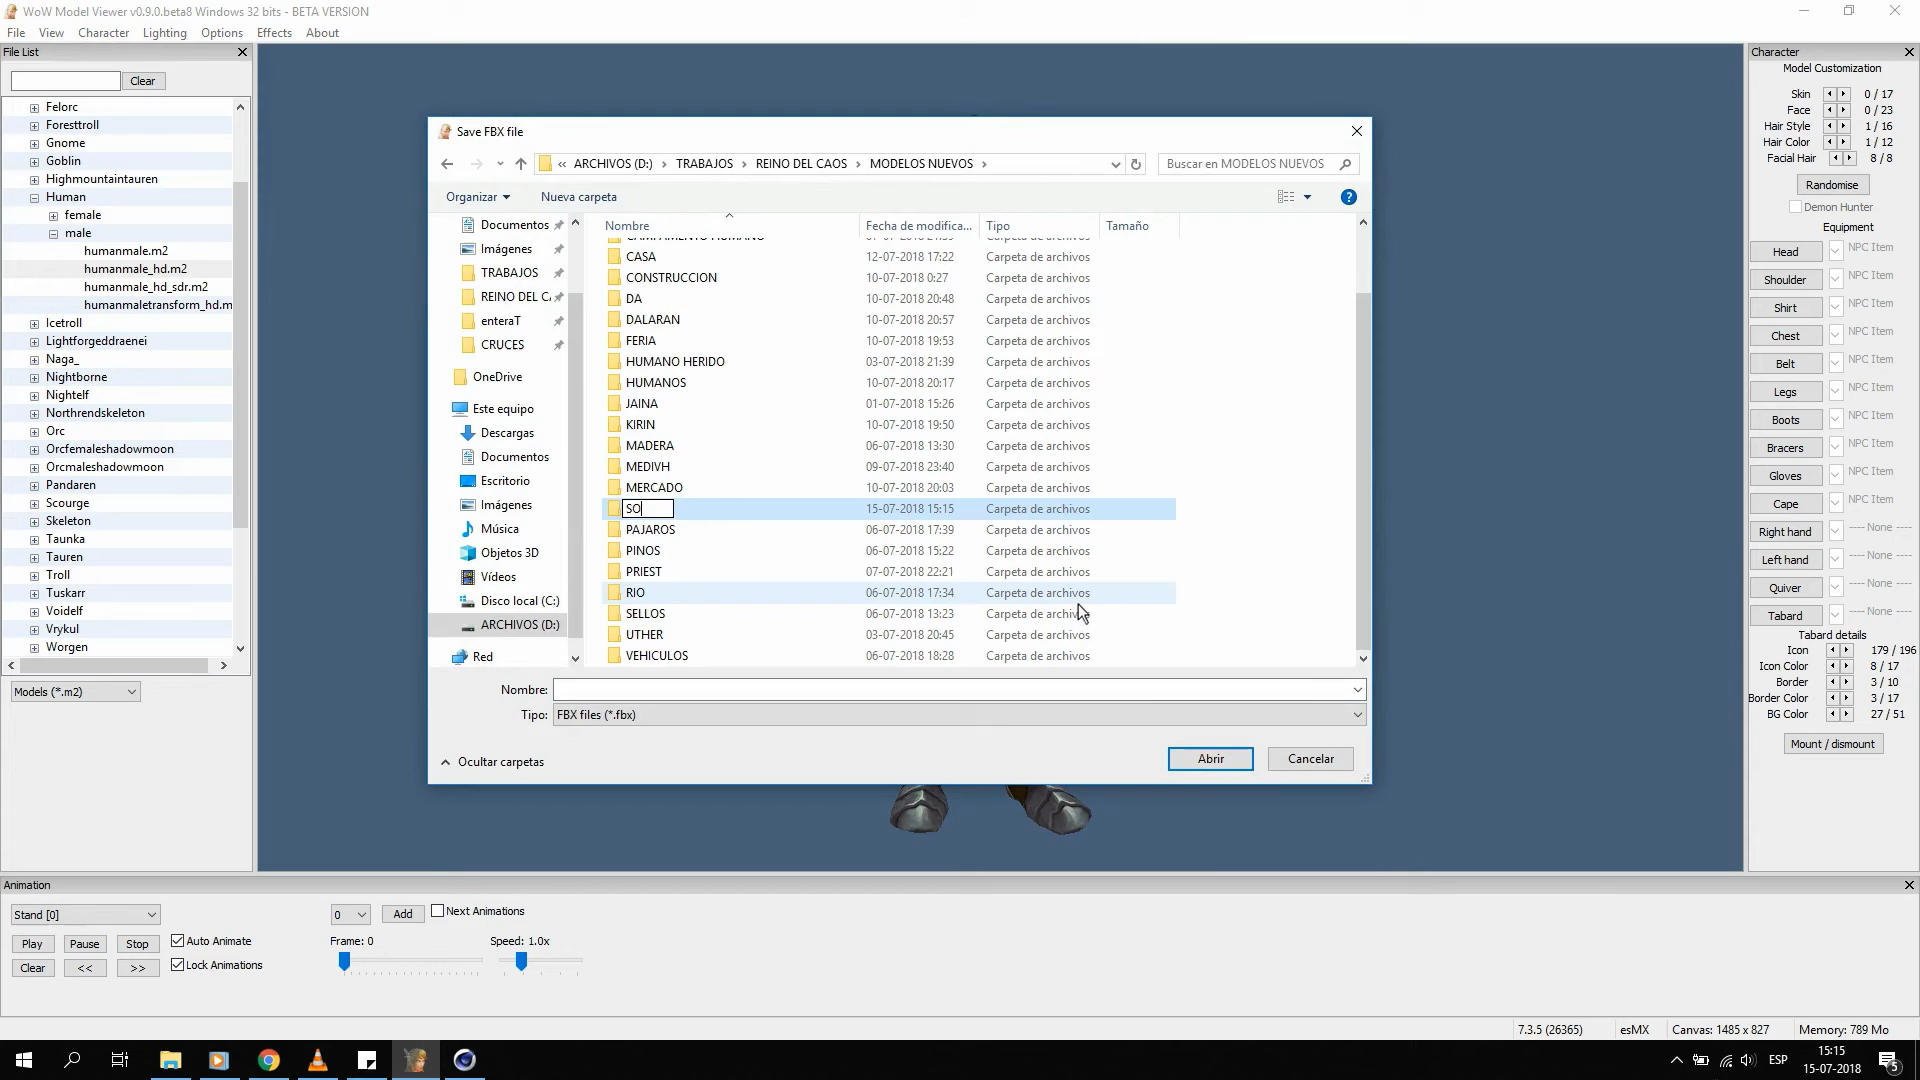 WoW Model Viewer v0.9.0.beta8 Windows 32 bits - BETA VERSION
File View Character Lighting Options Effects About
File List
Clear
Felorc
Foresttroll
Gnome
Goblin
Highmountaintauren
Human
female
male
humanmale.m2
humanmale_hd.m2
humanmale_hd_sdr.m2
humanmaletransform_hd.m
Icetroll
Lightforgeddraenei
Naga_
Nightborne
Nightelf
Northrendskeleton
Orc
Orcfemaleshadowmoon
Orcmaleshadowmoon
Pandaren
Scourge
Skeleton
Taunka
Tauren
Troll
Tuskarr
Voidelf
Vrykul
Worgen
Models (*.m2)
Save FBX file
« ARCHIVOS (D:) › TRABAJOS › REINO DEL CAOS › MODELOS NUEVOS ›
Buscar en MODELOS NUEVOS
Organizar Nueva carpeta
Documentos
Imágenes
TRABAJOS
REINO DEL CA
enteraT
CRUCES
OneDrive
Este equipo
Descargas
Documentos
Escritorio
Imágenes
Música
Objetos 3D
Vídeos
Disco local (C:)
ARCHIVOS (D:)
Red
Nombre Fecha de modifica... Tipo Tamaño
CASA 12-07-2018 17:22 Carpeta de archivos
CONSTRUCCION 10-07-2018 0:27 Carpeta de archivos
DA 10-07-2018 20:48 Carpeta de archivos
DALARAN 10-07-2018 20:57 Carpeta de archivos
FERIA 10-07-2018 19:53 Carpeta de archivos
HUMANO HERIDO 03-07-2018 21:39 Carpeta de archivos
HUMANOS 10-07-2018 20:17 Carpeta de archivos
JAINA 01-07-2018 15:26 Carpeta de archivos
KIRIN 10-07-2018 19:50 Carpeta de archivos
MADERA 06-07-2018 13:30 Carpeta de archivos
MEDIVH 09-07-2018 23:40 Carpeta de archivos
MERCADO 10-07-2018 20:03 Carpeta de archivos
SO 15-07-2018 15:15 Carpeta de archivos
PAJAROS 06-07-2018 17:39 Carpeta de archivos
PINOS 06-07-2018 15:22 Carpeta de archivos
PRIEST 07-07-2018 22:21 Carpeta de archivos
RIO 06-07-2018 17:34 Carpeta de archivos
SELLOS 06-07-2018 13:23 Carpeta de archivos
UTHER 03-07-2018 20:45 Carpeta de archivos
VEHICULOS 06-07-2018 18:28 Carpeta de archivos
Nombre:
Tipo: FBX files (*.fbx)
Ocultar carpetas
Abrir Cancelar
Character
Model Customization
Skin 0 / 17
Face 0 / 23
Hair Style 1 / 16
Hair Color 1 / 12
Facial Hair 8 / 8
Randomise
Demon Hunter
Equipment
Head NPC Item
Shoulder NPC Item
Shirt NPC Item
Chest NPC Item
Belt NPC Item
Legs NPC Item
Boots NPC Item
Bracers NPC Item
Gloves NPC Item
Cape NPC Item
Right hand ---- None ----
Left hand ---- None ----
Quiver ---- None ----
Tabard ---- None ----
Tabard details
Icon 179 / 196
Icon Color 8 / 17
Border 3 / 10
Border Color 3 / 17
BG Color 27 / 51
Mount / dismount
Animation
Stand [0] 0 Add Next Animations
Play Pause Stop Auto Animate Frame: 0 Speed: 1.0x
Clear << >> Lock Animations
7.3.5 (26365) esMX Canvas: 1485 x 827 Memory: 789 Mo
ESP
15:15
15-07-2018
5